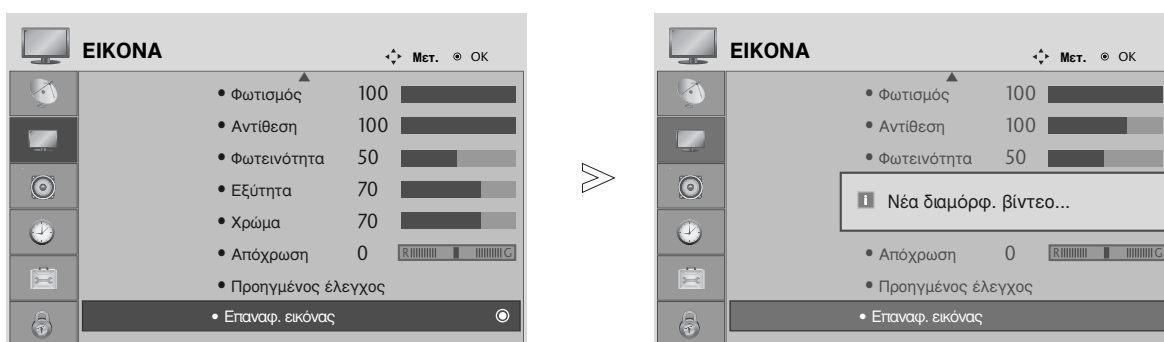 ΕΙΚΟΝΑ
Μετ. OK
• Φωτισμός 100
• Αντίθεση 100
• Φωτεινότητα 50
• Εξύτητα 70
• Χρώμα 70
• Απόχρωση 0 R G
• Προηγμένος έλεγχος
• Επαναφ. εικόνας
ΕΙΚΟΝΑ
Μετ. OK
• Φωτισμός 100
• Αντίθεση 100
• Φωτεινότητα 50
i Νέα διαμόρφ. βίντεο...
• Απόχρωση 0 R G
• Προηγμένος έλεγχος
• Επαναφ. εικόνας